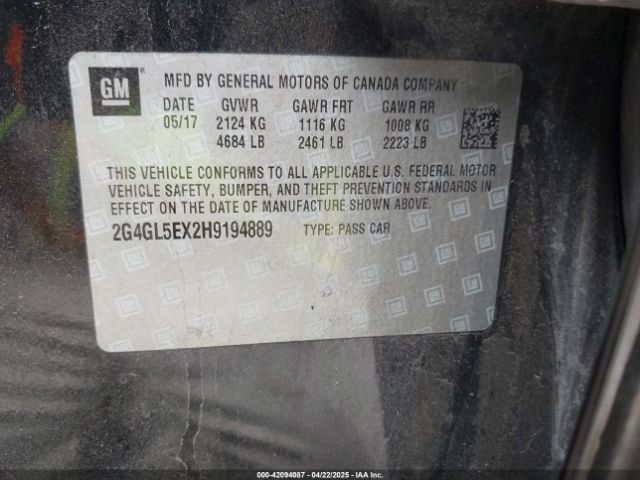 GM ®
MFD BY GENERAL MOTORS OF CANADA COMPANY
DATE GVWR GAWR FRT GAWR RR
05/17 2124 KG 1116 KG 1008 KG
4684 LB 2461 LB 2223 LB
THIS VEHICLE CONFORMS TO ALL APPLICABLE U.S. FEDERAL MOTOR
VEHICLE SAFETY, BUMPER, AND THEFT PREVENTION STANDARDS IN
EFFECT ON THE DATE OF MANUFACTURE SHOWN ABOVE.
2G4GL5EX2H9194889 TYPE: PASS CAR
000-42094087 04/22/2025 IAA Inc.